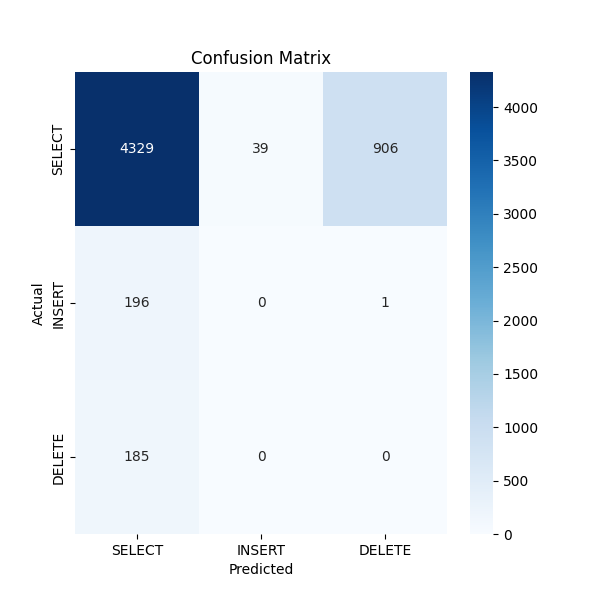 Confusion Matrix
SELECT
INSERT
DELETE
Actual
4329 39 906
196 0 1
185 0 0
SELECT INSERT DELETE
Predicted
4000
3500
3000
2500
2000
1500
1000
500
0